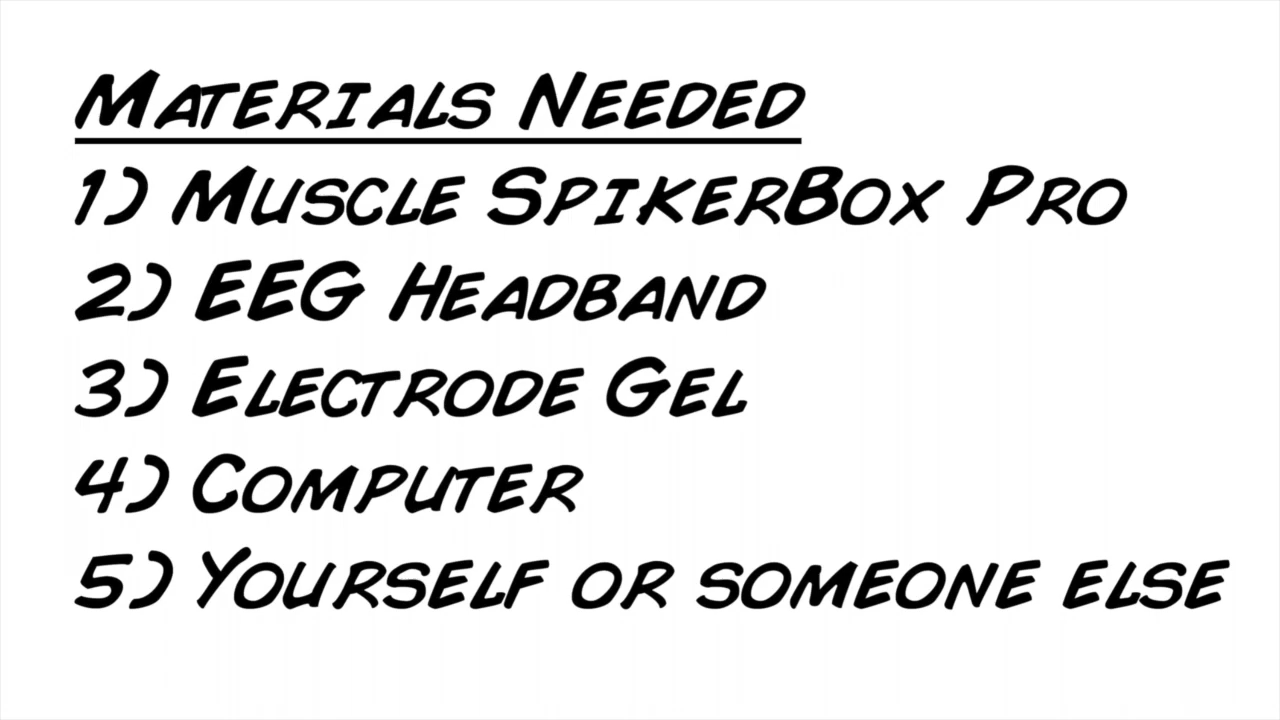 Materials Needed
1) Muscle SpikerBox Pro
2) EEG Headband
3) Electrode Gel
4) Computer
5) Yourself or someone else